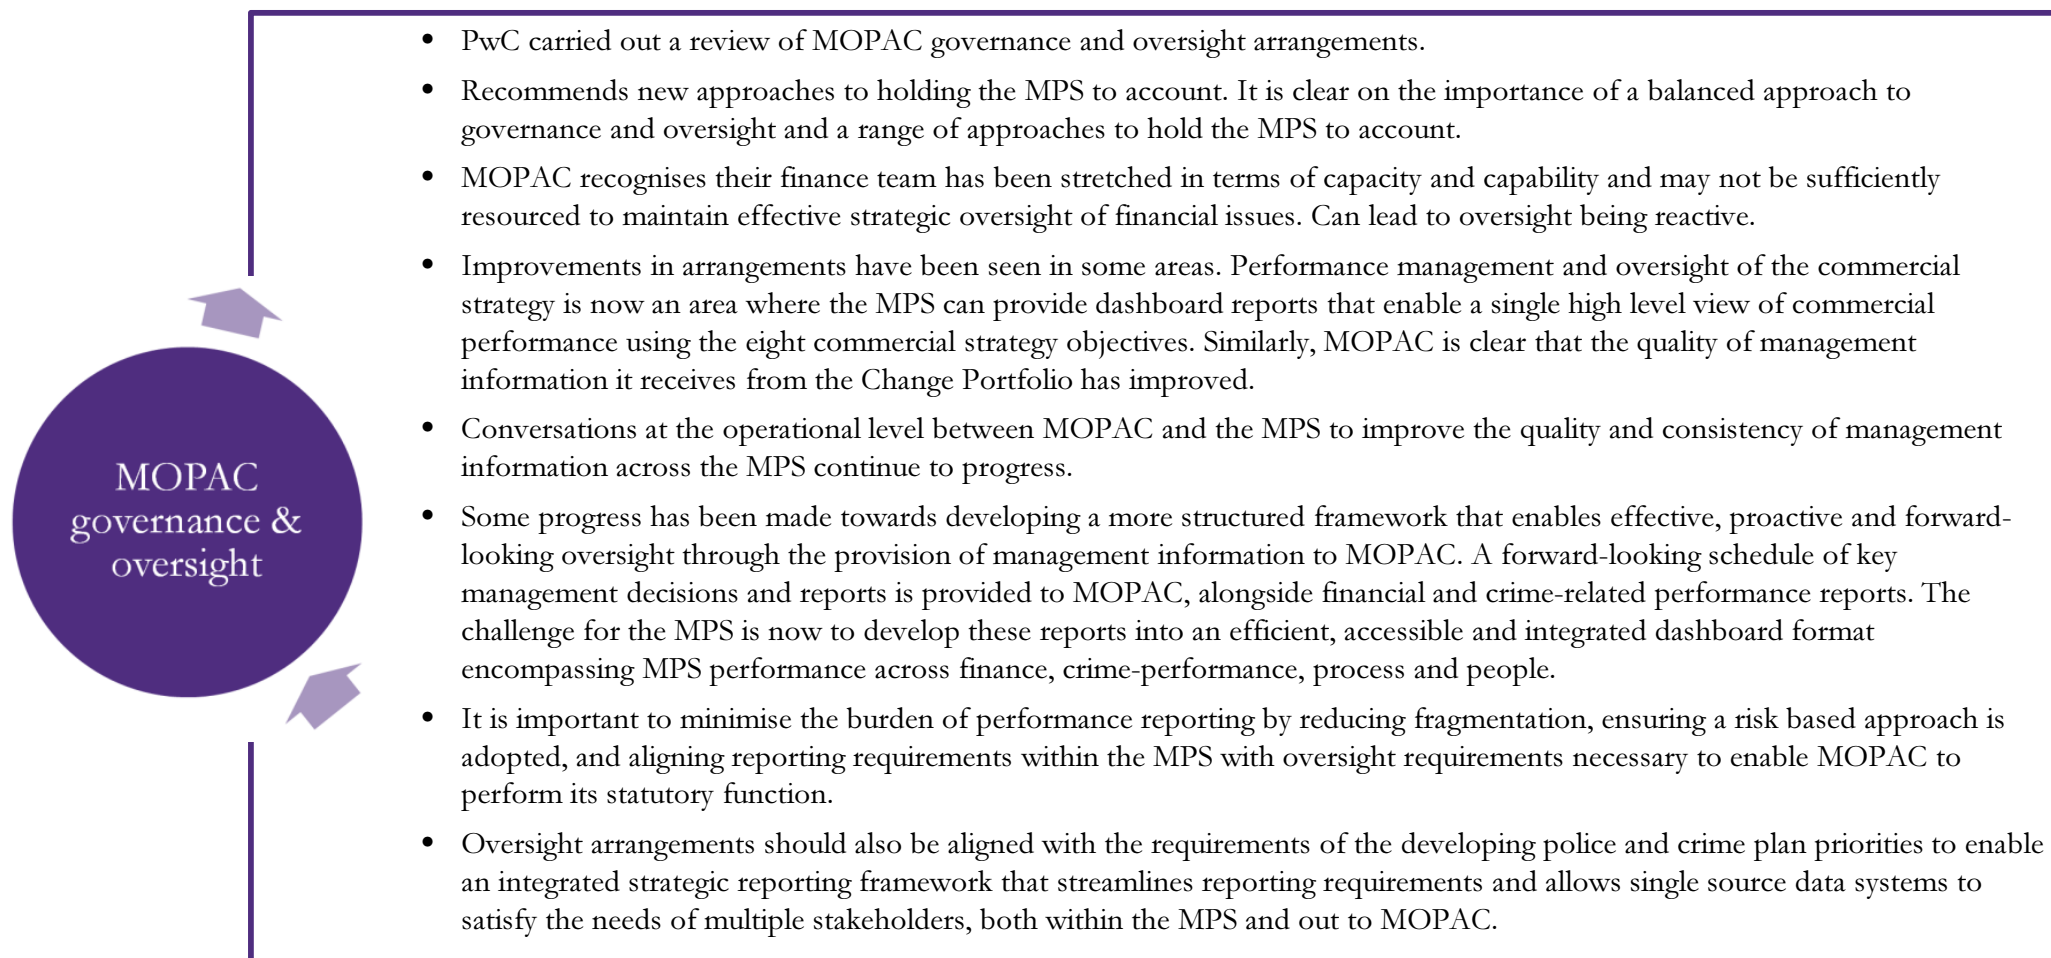 • PwC carried out a review of MOPAC governance and oversight arrangements.
• Recommends new approaches to holding the MPS to account. It is clear on the importance of a balanced approach to
governance and oversight and a range of approaches to hold the MPS to account.
• MOPAC recognises their finance team has been stretched in terms of capacity and capability and may not be sufficiently
resourced to maintain effective strategic oversight of financial issues. Can lead to oversight being reactive.
• Improvements in arrangements have been seen in some areas. Performance management and oversight of the commercial
strategy is now an area where the MPS can provide dashboard reports that enable a single high level view of commercial
performance using the eight commercial strategy objectives. Similarly, MOPAC is clear that the quality of management
information it receives from the Change Portfolio has improved.
• Conversations at the operational level between MOPAC and the MPS to improve the quality and consistency of management
information across the MPS continue to progress.
• Some progress has been made towards developing a more structured framework that enables effective, proactive and forward-
looking oversight through the provision of management information to MOPAC. A forward-looking schedule of key
management decisions and reports is provided to MOPAC, alongside financial and crime-related performance reports. The
challenge for the MPS is now to develop these reports into an efficient, accessible and integrated dashboard format
encompassing MPS performance across finance, crime-performance, process and people.
• It is important to minimise the burden of performance reporting by reducing fragmentation, ensuring a risk based approach is
adopted, and aligning reporting requirements within the MPS with oversight requirements necessary to enable MOPAC to
perform its statutory function.
• Oversight arrangements should also be aligned with the requirements of the developing police and crime plan priorities to enable
an integrated strategic reporting framework that streamlines reporting requirements and allows single source data systems to
satisfy the needs of multiple stakeholders, both within the MPS and out to MOPAC.
MOPAC
governance &
oversight